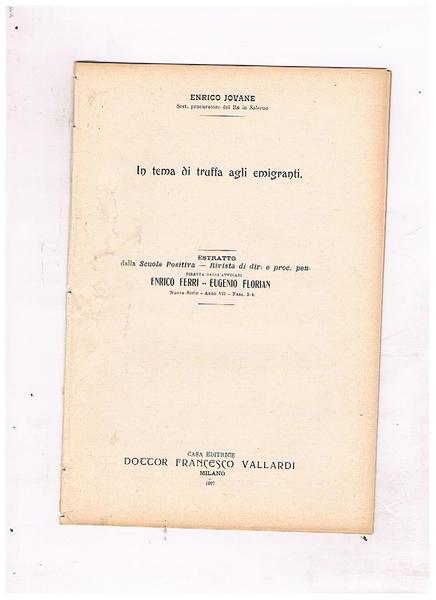 ENRICO JOVANE
Sost. procuratore del Re in Salerno
In tema di truffa agli emigranti.
ESTRATTO
dalla Scuola Positiva — Rivista di dir. e proc. pen.
DIRETTA DAGLI AVVOCATI
ENRICO FERRI - EUGENIO FLORIAN
Nuova Serie - Anno VII - Fasc. 3-4.
CASA EDITRICE
DOTTOR FRANCESCO VALLARDI
MILANO
1927